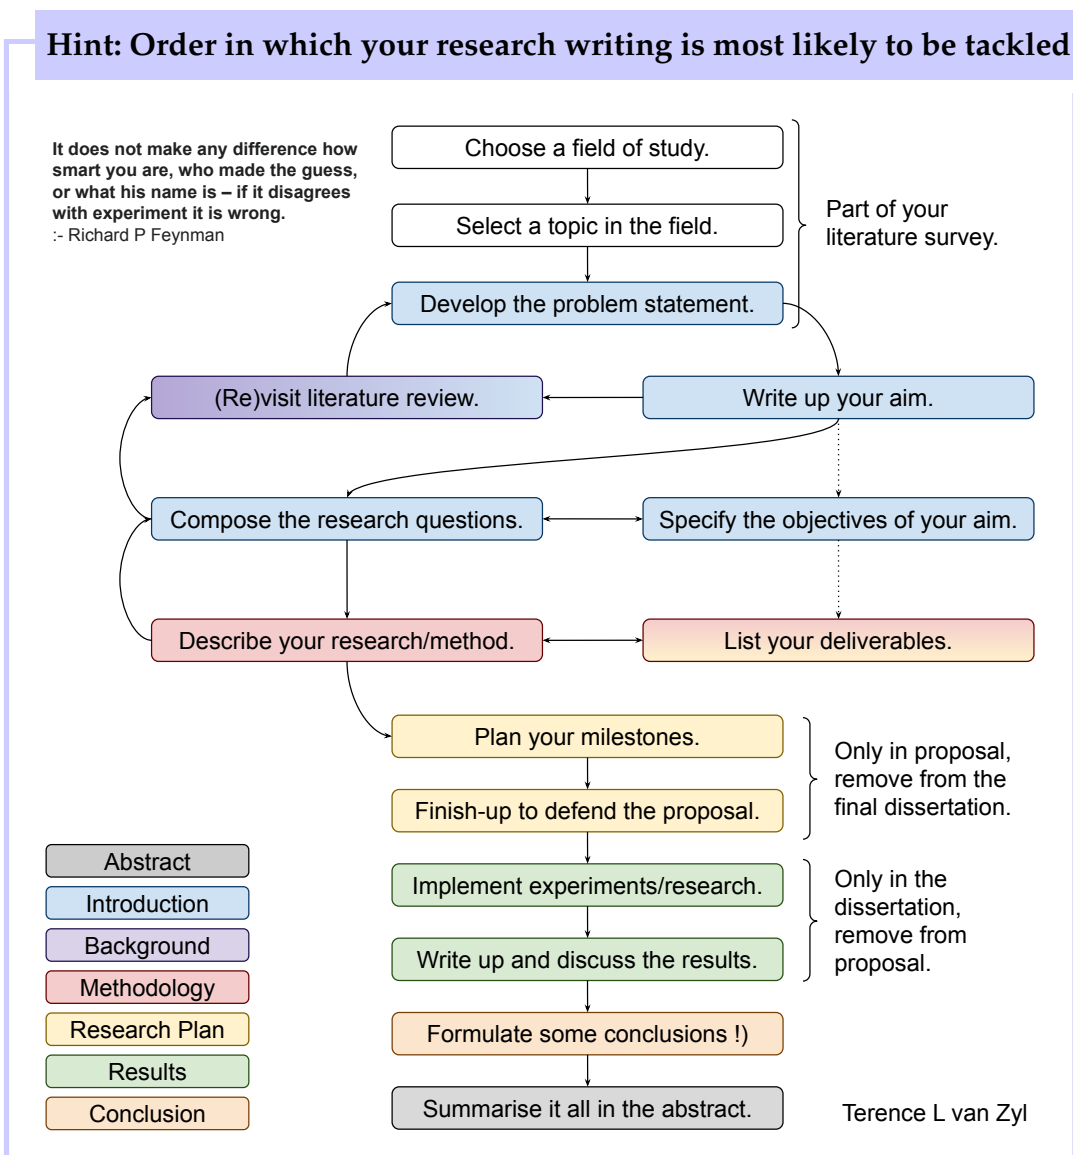 Hint: Order in which your research writing is most likely to be tackled
It does not make any difference how
smart you are, who made the guess,
or what his name is – if it disagrees
with experiment it is wrong.
:- Richard P Feynman
Choose a field of study.
Select a topic in the field.
Part of your
literature survey.
Develop the problem statement.
(Re)visit literature review.
Write up your aim.
Compose the research questions.
Specify the objectives of your aim.
Describe your research/method.
List your deliverables.
Plan your milestones.
Finish-up to defend the proposal.
Only in proposal,
remove from the
final dissertation.
Implement experiments/research.
Write up and discuss the results.
Only in the
dissertation,
remove from
proposal.
Formulate some conclusions !)
Summarise it all in the abstract.
Abstract
Introduction
Background
Methodology
Research Plan
Results
Conclusion
Terence L van Zyl